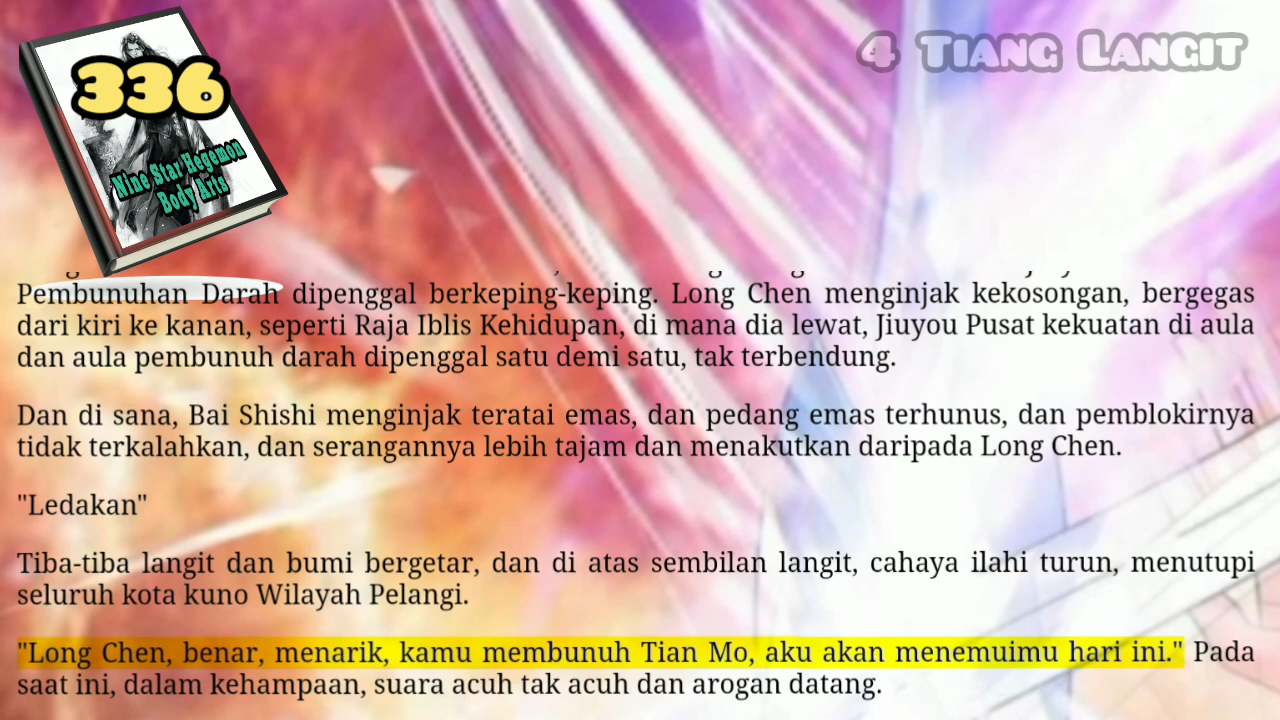 336
Nine Star Hegemon
Body Arts
4 Tiang Langit
Pembunuhan Darah dipenggal berkeping-keping. Long Chen menginjak kekosongan, bergegas
dari kiri ke kanan, seperti Raja Iblis Kehidupan, di mana dia lewat, Jiuyou Pusat kekuatan di aula
dan aula pembunuh darah dipenggal satu demi satu, tak terbendung.
Dan di sana, Bai Shishi menginjak teratai emas, dan pedang emas terhunus, dan pemblokirnya
tidak terkalahkan, dan serangannya lebih tajam dan menakutkan daripada Long Chen.
"Ledakan"
Tiba-tiba langit dan bumi bergetar, dan di atas sembilan langit, cahaya ilahi turun, menutupi
seluruh kota kuno Wilayah Pelangi.
"Long Chen, benar, menarik, kamu membunuh Tian Mo, aku akan menemuimu hari ini." Pada
saat ini, dalam kehampaan, suara acuh tak acuh dan arogan datang.